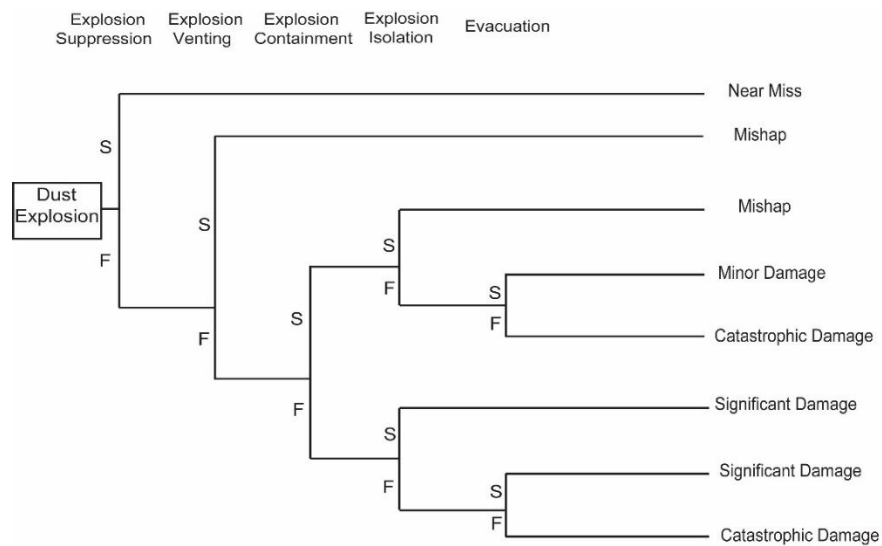 Explosion Suppression
Explosion Venting
Explosion Containment
Explosion Isolation
Evacuation
Near Miss
S
Mishap
Dust
Explosion
S
Mishap
F
S
Minor Damage
F
S
S
F
F
Catastrophic Damage
F
Significant Damage
S
F
Significant Damage
S
F
Catastrophic Damage